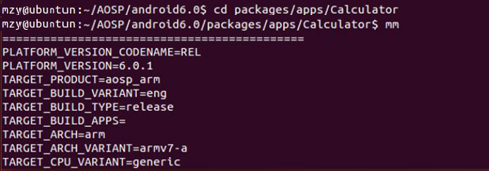 mzy@ubuntun:~/AOSP/android6.0$ cd packages/apps/Calculator
mzy@ubuntun:~/AOSP/android6.0/packages/apps/Calculator$ mm
============================================
PLATFORM_VERSION_CODENAME=REL
PLATFORM_VERSION=6.0.1
TARGET_PRODUCT=aosp_arm
TARGET_BUILD_VARIANT=eng
TARGET_BUILD_TYPE=release
TARGET_BUILD_APPS=
TARGET_ARCH=arm
TARGET_ARCH_VARIANT=armv7-a
TARGET_CPU_VARIANT=generic